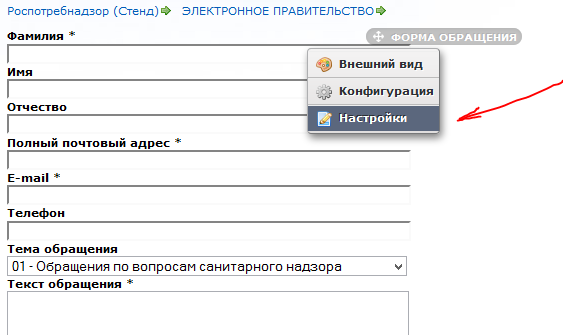 Роспотребнадзор (Стенд) ЭЛЕКТРОННОЕ ПРАВИТЕЛЬСТВО
Фамилия *
ФОРМА ОБРАЩЕНИЯ
Внешний вид
Имя
Конфигурация
Отчество
Настройки
Полный почтовый адрес *
E-mail *
Телефон
Тема обращения
01 - Обращения по вопросам санитарного надзора
Текст обращения *